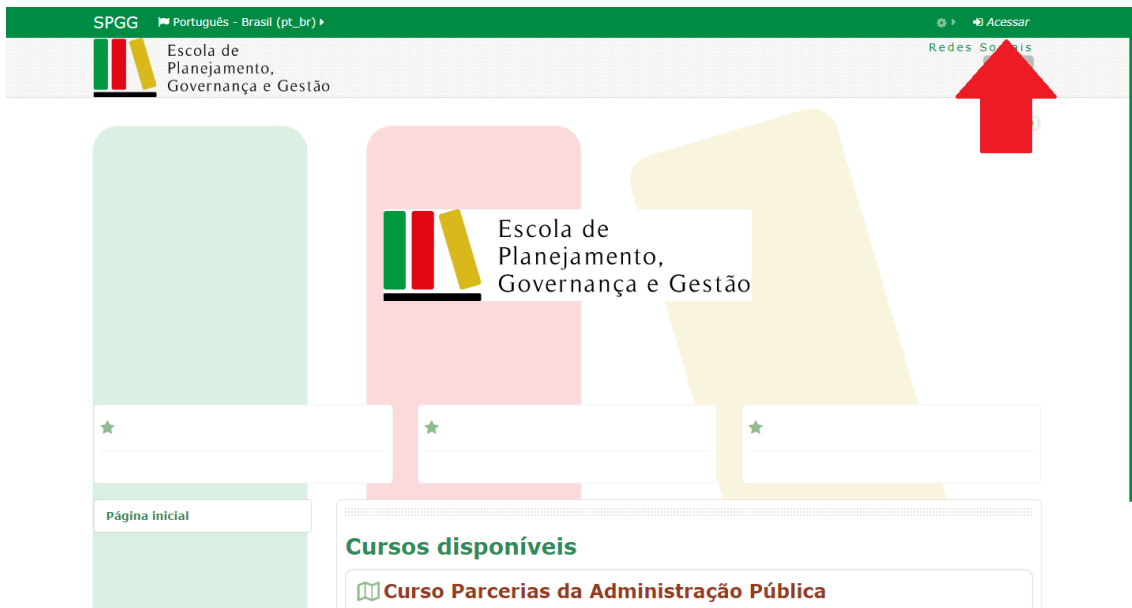 SPGG Português - Brasil (pt_br) Acessar
Escola de
Planejamento,
Governança e Gestão
Redes Sociais
Escola de
Planejamento,
Governança e Gestão
Página inicial
Cursos disponíveis
Curso Parcerias da Administração Pública